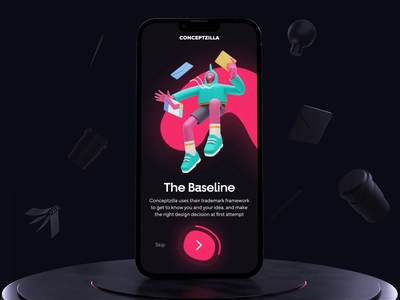 CONCEPTZILLA
The Baseline
Conceptzilla uses their trademark framework
to get to know you and your idea, and make
the right design decision at first attempt
Skip